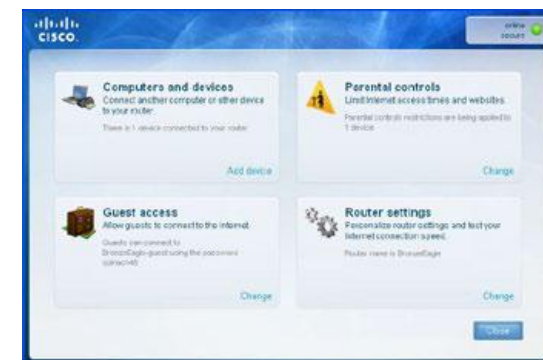 CISCO
online
secure
Computers and devices
Connect another computer or other device
to your router.
There is 1 device connected to your router.
Add device
Parental controls
Limit Internet access times and websites.
Parental controls restrictions are being applied to
1 device
Change
Guest access
Allow guests to connect to the Internet.
Guests can connect to
BronzeEagle-guest using the password
Change
Router settings
Personalize router settings and test your
Internet connection speed.
Router name is BronzeEagle
Change
Close